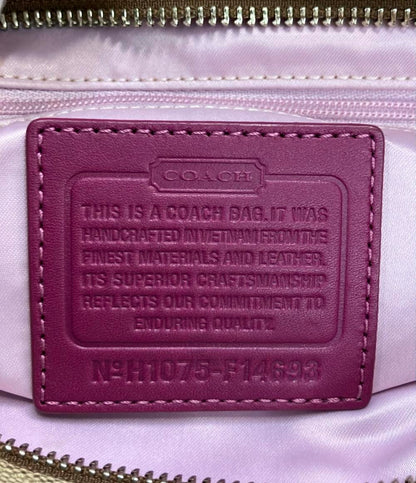 COACH
THIS IS A COACH BAG.IT WAS
HANDCRAFTED IN VIETNAM FROM THE
FINEST MATERIALS AND LEATHER.
ITS SUPERIOR CRAFTSMANSHIP
REFLECTS OUR COMMITMENT TO
ENDURING QUALITY.
Nº H1075-F14693